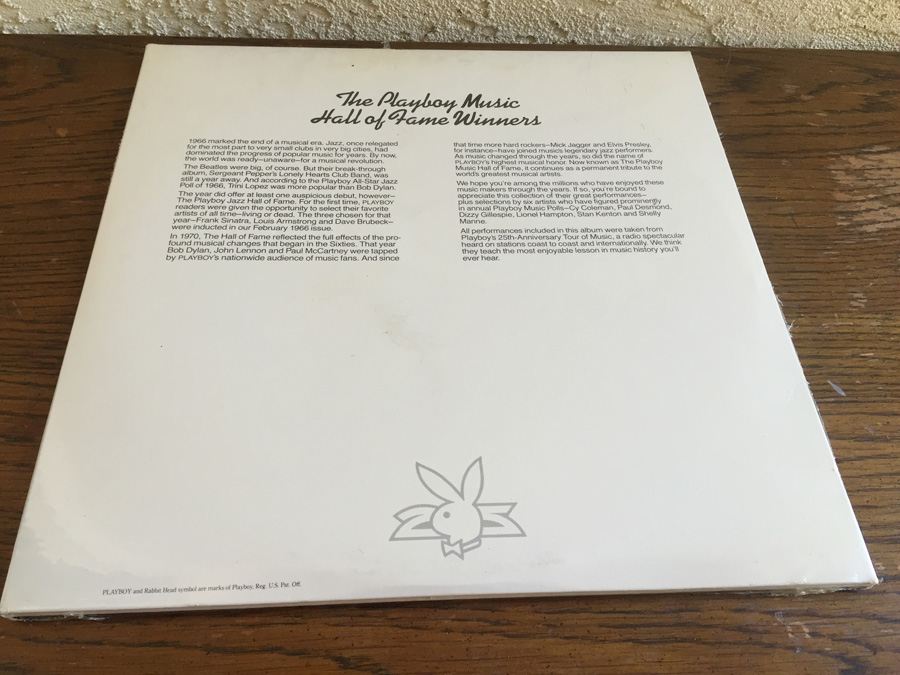 The Playboy Music
Hall of Fame Winners
1966 marked the end of a musical era. Jazz, once relegated
for the most part to very small clubs in very big cities, had
dominated the progress of popular music for years. By now,
the world was ready—unaware—for a musical revolution.
The Beatles were big, of course. But their break-through
album, Sergeant Pepper's Lonely Hearts Club Band, was
still a year away. And according to the Playboy All-Star Jazz
Poll of 1966, Trini Lopez was more popular than Bob Dylan.
The year did offer at least one auspicious debut, however—
The Playboy Jazz Hall of Fame. For the first time, PLAYBOY
readers were given the opportunity to select their favorite
artists of all time—living or dead. The three chosen for that
year—Frank Sinatra, Louis Armstrong and Dave Brubeck—
were inducted in our February 1966 issue.
In 1970, The Hall of Fame reflected the full effects of the pro-
found musical changes that began in the Sixties. That year
Bob Dylan, John Lennon and Paul McCartney were tapped
by PLAYBOY's nationwide audience of music fans. And since
that time more hard rockers—Mick Jagger and Elvis Presley,
for instance—have joined music's legendary jazz performers.
As music changed through the years, so did the name of
PLAYBOY's highest musical honor. Now known as The Playboy
Music Hall of Fame, it continues as a permanent tribute to the
world's greatest musical artists.
We hope you're among the millions who have enjoyed these
music makers through the years. If so, you're bound to
appreciate this collection of their great performances—
plus selections by six artists who have figured prominently
in annual Playboy Music Polls—Cy Coleman, Paul Desmond,
Dizzy Gillespie, Lionel Hampton, Stan Kenton and Shelly
Manne.
All performances included in this album were taken from
Playboy's 25th-Anniversary Tour of Music, a radio spectacular
heard on stations coast to coast and internationally. We think
they teach the most enjoyable lesson in music history you'll
ever hear.
PLAYBOY and Rabbit Head symbol are marks of Playboy, Reg. U.S. Pat. Off.